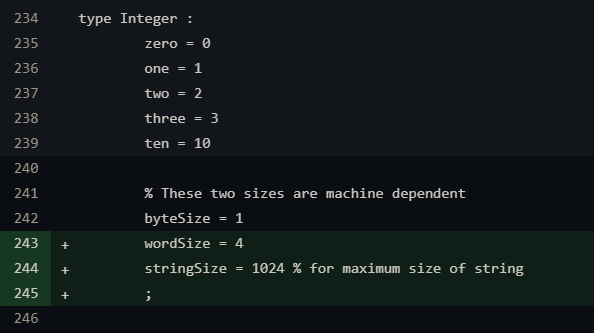 234 type Integer :
235 zero = 0
236 one = 1
237 two = 2
238 three = 3
239 ten = 10
240
241 % These two sizes are machine dependent
242 byteSize = 1
243 + wordSize = 4
244 + stringSize = 1024 % for maximum size of string
245 + ;
246